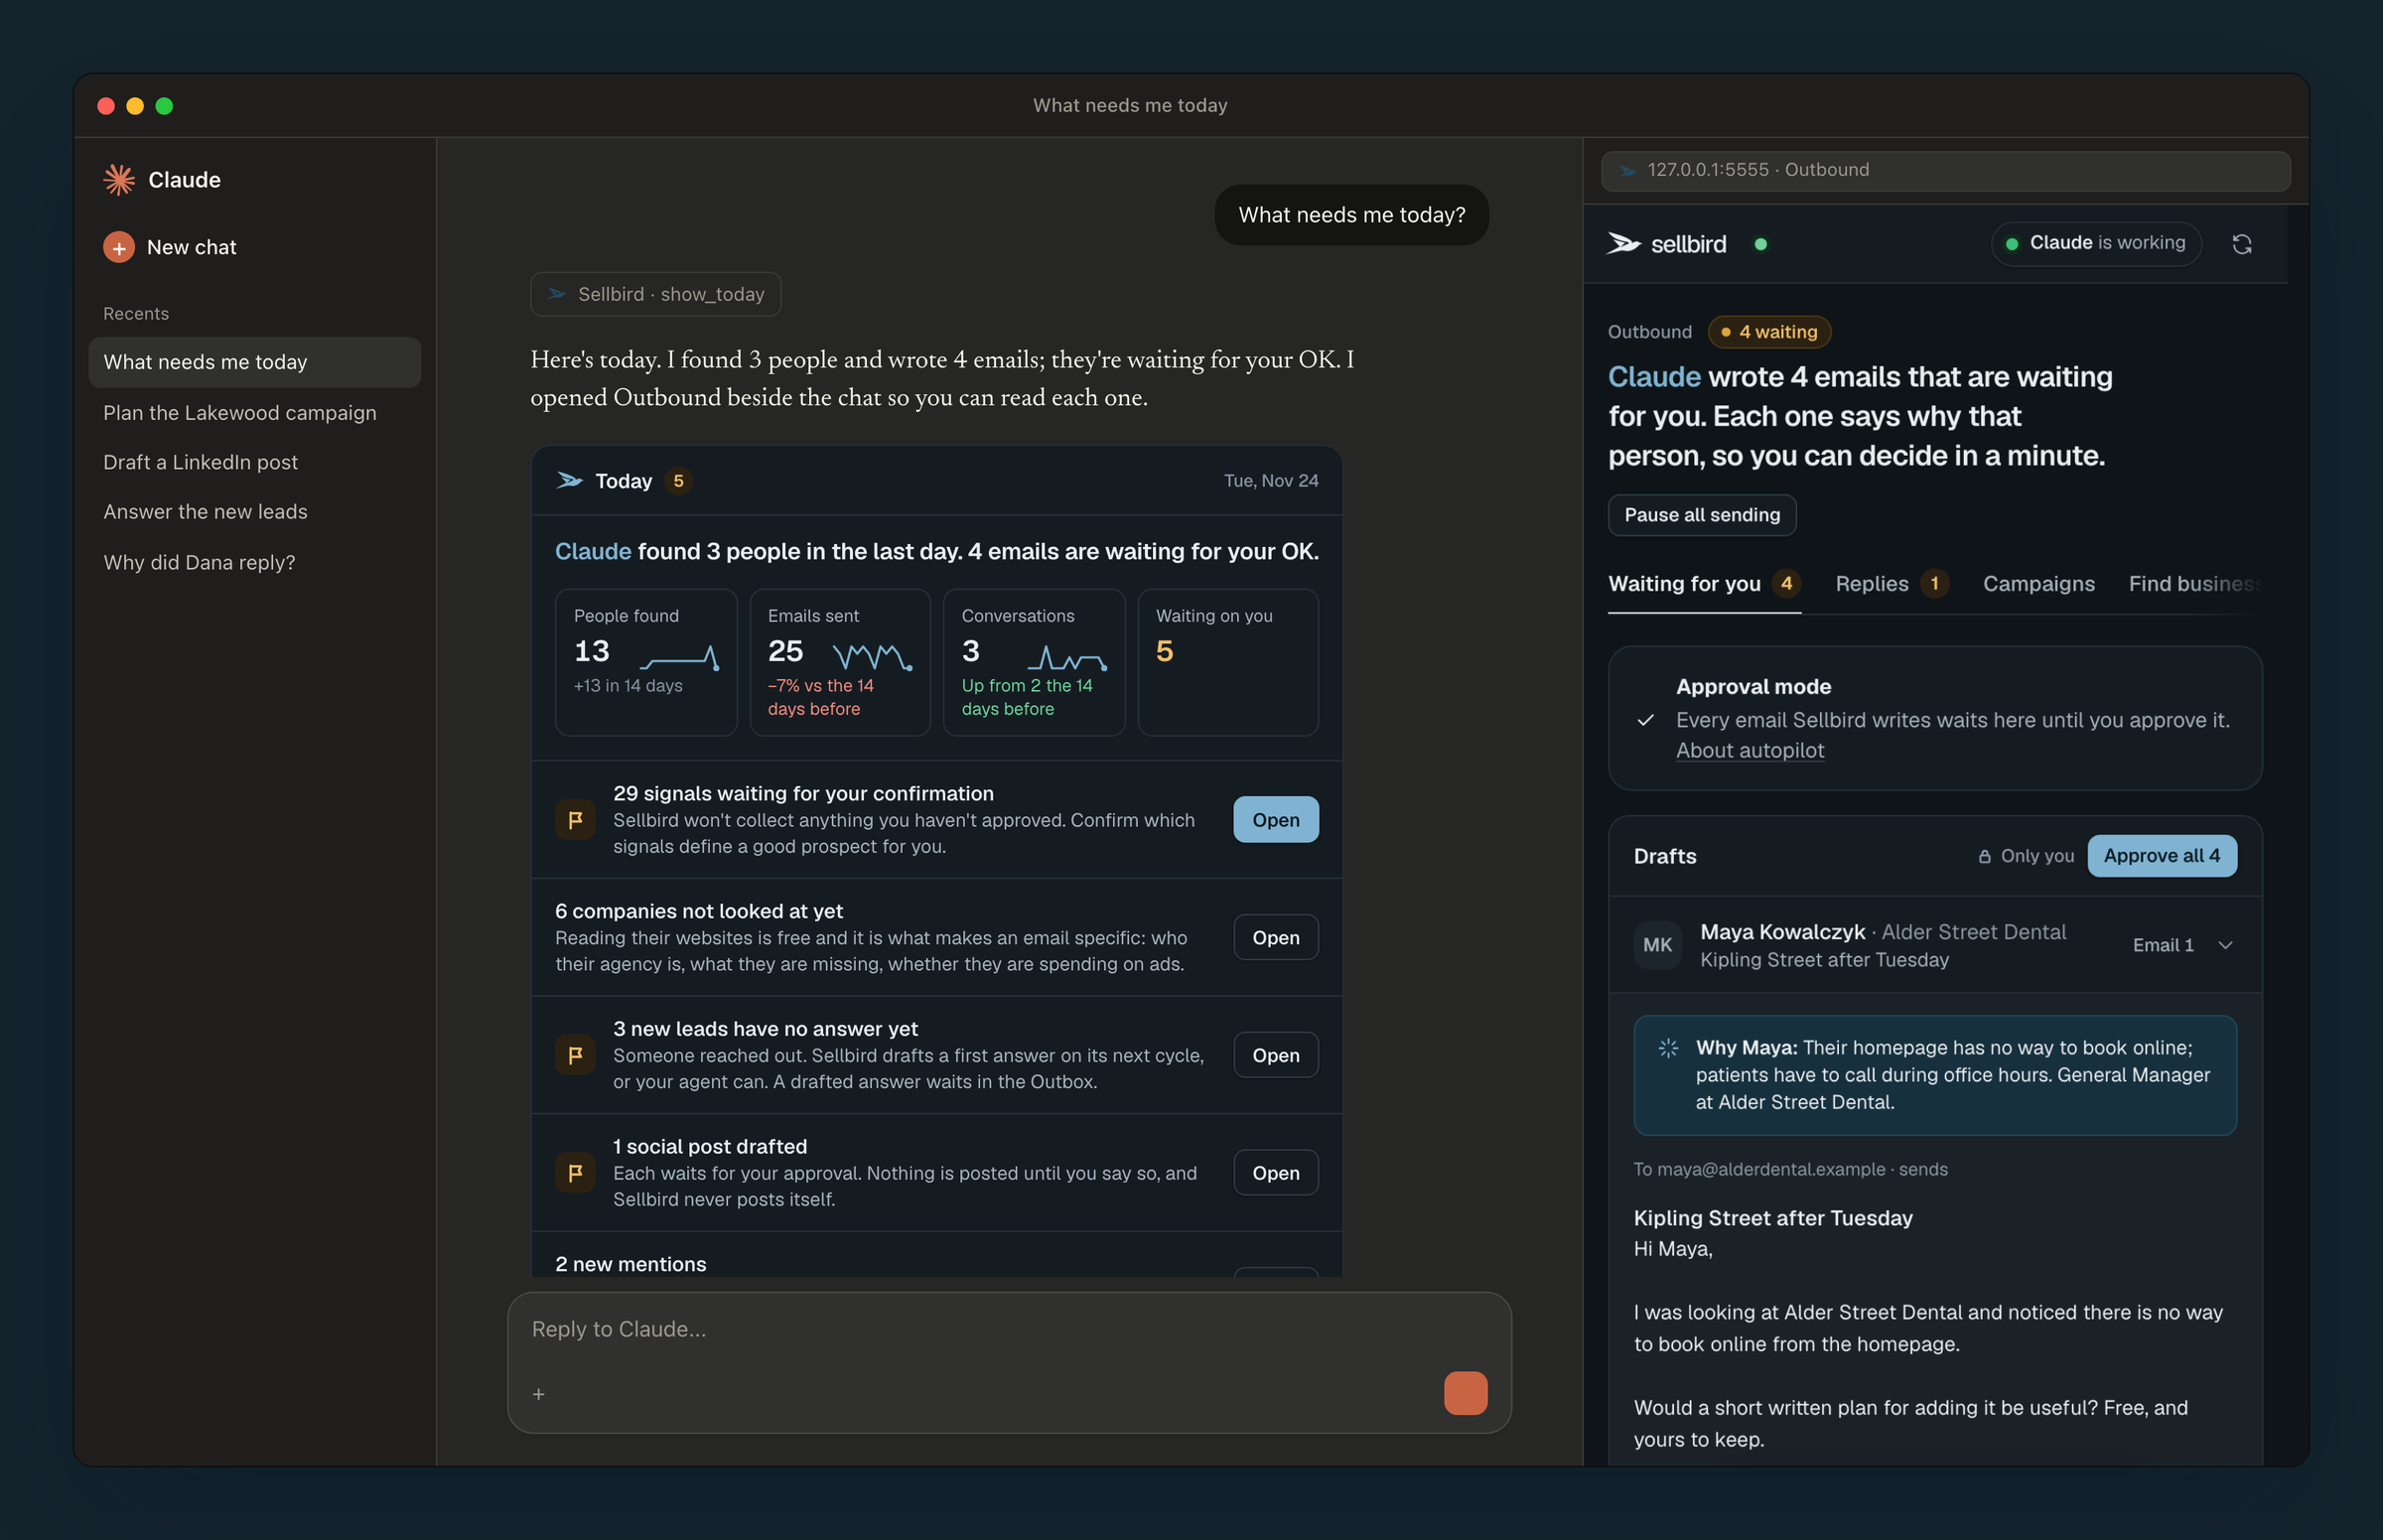 What needs me today
Claude
+ New chat
Recents
What needs me today
Plan the Lakewood campaign
Draft a LinkedIn post
Answer the new leads
Why did Dana reply?
What needs me today?
Sellbird · show_today
Here's today. I found 3 people and wrote 4 emails; they're waiting for your OK. I
opened Outbound beside the chat so you can read each one.
Today 5
Tue, Nov 24
Claude found 3 people in the last day. 4 emails are waiting for your OK.
People found
13
+13 in 14 days
Emails sent
25
−7% vs the 14
days before
Conversations
3
Up from 2 the 14
days before
Waiting on you
5
29 signals waiting for your confirmation
Sellbird won't collect anything you haven't approved. Confirm which
signals define a good prospect for you.
Open
6 companies not looked at yet
Reading their websites is free and it is what makes an email specific: who
their agency is, what they are missing, whether they are spending on ads.
Open
3 new leads have no answer yet
Someone reached out. Sellbird drafts a first answer on its next cycle,
or your agent can. A drafted answer waits in the Outbox.
Open
1 social post drafted
Each waits for your approval. Nothing is posted until you say so, and
Sellbird never posts itself.
Open
2 new mentions
Reply to Claude...
+
127.0.0.1:5555 · Outbound
sellbird
Claude is working
Outbound
4 waiting
Claude wrote 4 emails that are waiting
for you. Each one says why that
person, so you can decide in a minute.
Pause all sending
Waiting for you 4
Replies 1
Campaigns
Find business
Approval mode
Every email Sellbird writes waits here until you approve it.
About autopilot
Drafts
Only you
Approve all 4
MK
Maya Kowalczyk · Alder Street Dental
Kipling Street after Tuesday
Email 1
Why Maya: Their homepage has no way to book online;
patients have to call during office hours. General Manager
at Alder Street Dental.
To maya@alderdental.example · sends
Kipling Street after Tuesday
Hi Maya,
I was looking at Alder Street Dental and noticed there is no way
to book online from the homepage.
Would a short written plan for adding it be useful? Free, and
yours to keep.